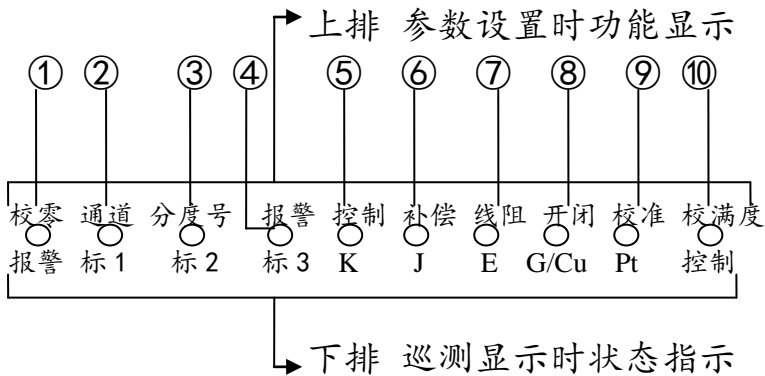 上排 参数设置时功能显示
① ② ③ ④ ⑤ ⑥ ⑦ ⑧ ⑨ ⑩
校零 通道 分度号 报警 控制 补偿 线阻 开闭 校准 校满度
报警 标1 标2 标3 K J E G/Cu Pt 控制
下排 巡测显示时状态指示